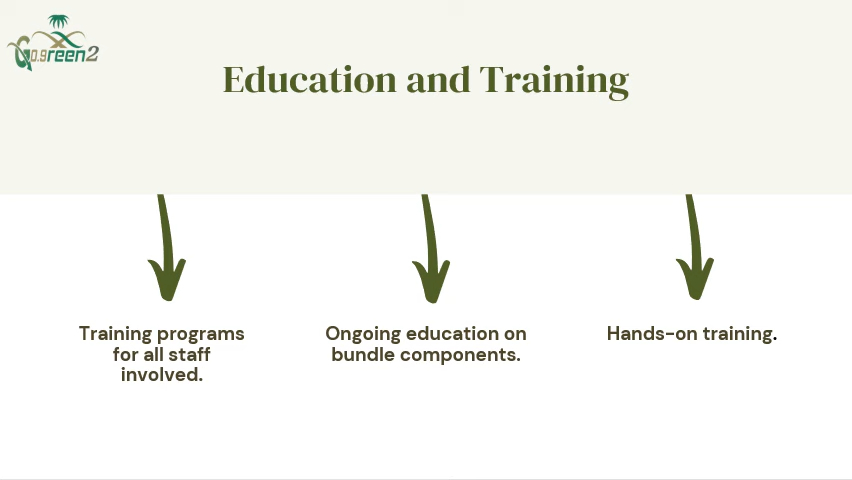 Go.green2
Education and Training
Training programs
for all staff
involved.
Ongoing education on
bundle components.
Hands-on training.